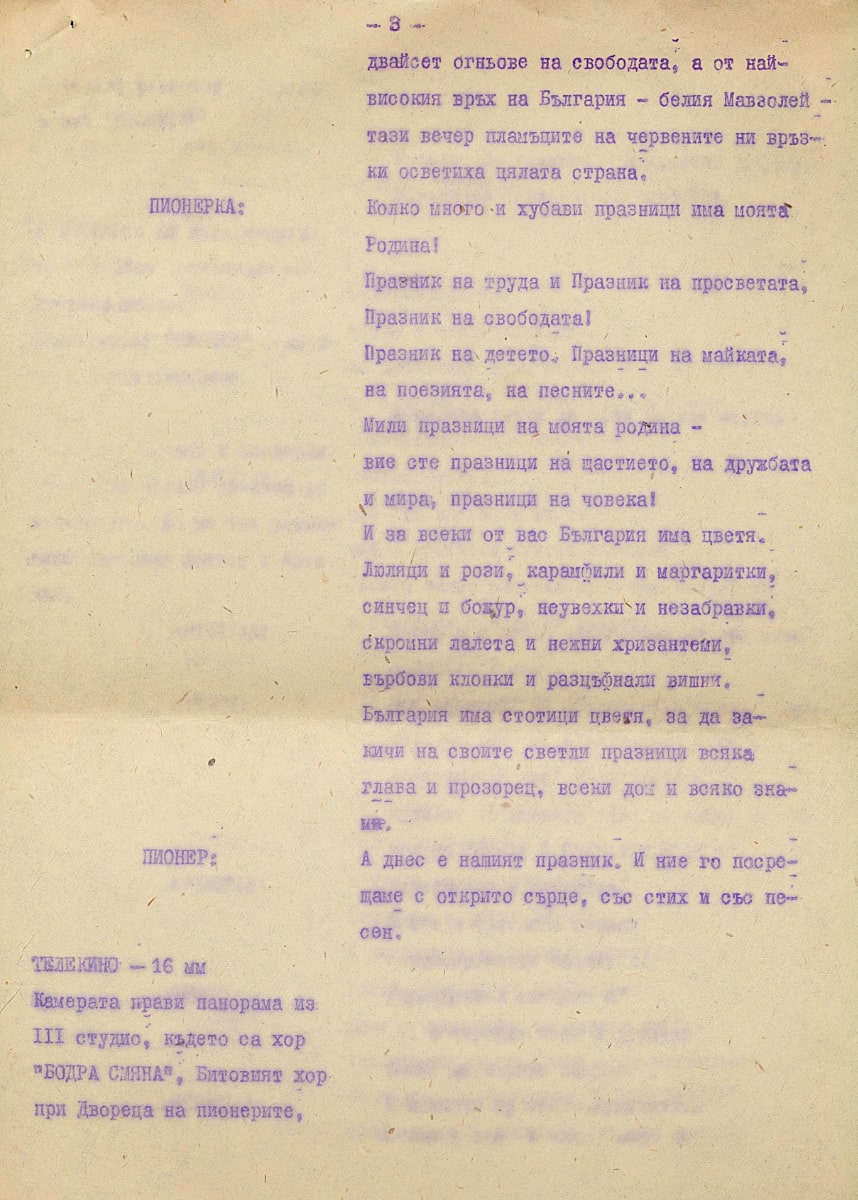 - 3 -
двайсет огньове на свободата, а от най-
високия връх на България - белия Мавзолей -
тази вечер пламъците на червените ни връз-
ки осветиха цялата страна.
ПИОНЕРКА:
Колко много и хубави празници има моята
Родина!
Празник на труда и Празник на просветата,
Празник на свободата!
Празник на детето. Празници на майката,
на поезията, на песните...
Мили празници на моята родина -
вие сте празници на щастието, на дружбата
и мира, празници на човека!
И за всеки от вас България има цветя.
Люляци и рози, карамфили и маргаритки,
синчец и божур, неувехки и незабравки,
скромни лалета и нежни хризантеми,
върбови клонки и разцъфнали вишни.
България има стотици цветя, за да за-
кичи на своите светли празници всяка
глава и прозорец, всеки дом и всяко зна-
ме.
ПИОНЕР:
А днес е нашият празник. И ние го посре-
щаме с открито сърце, със стих и със пе-
сен.
ТЕЛЕКИНО - 16 мм
Камерата прави панорама из
III студио, където са хор
"БОДРА СМЯНА", Битовият хор
при Двореца на пионерите,